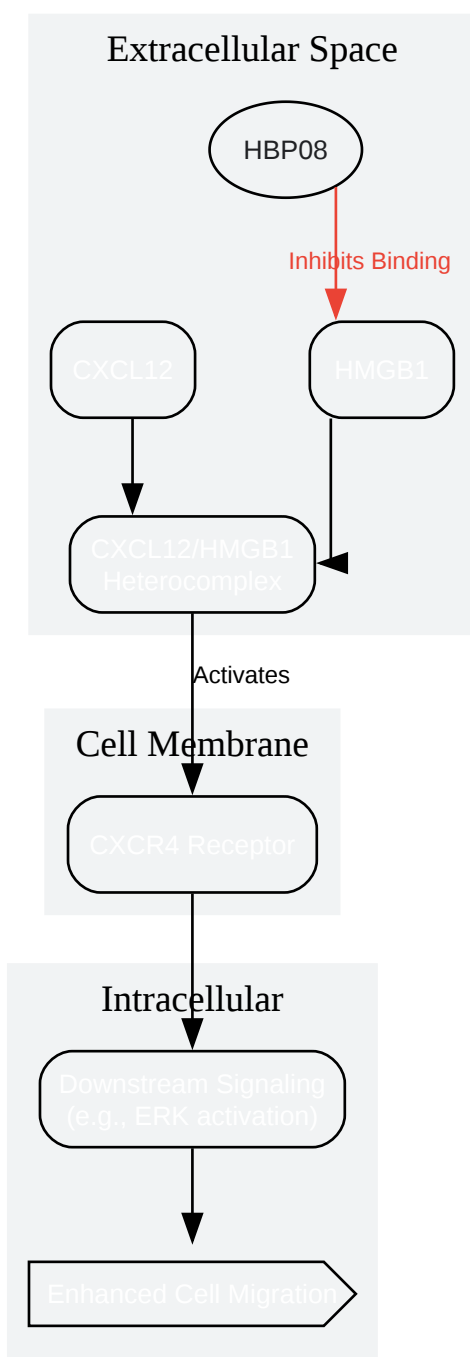 Extracellular Space
HBP08
Inhibits Binding
CXCL12
HMGB1
CXCL12/HMGB1
Heterocomplex
Activates
Cell Membrane
CXCR4 Receptor
Intracellular
Downstream Signaling
(e.g., ERK activation)
Enhanced Cell Migration